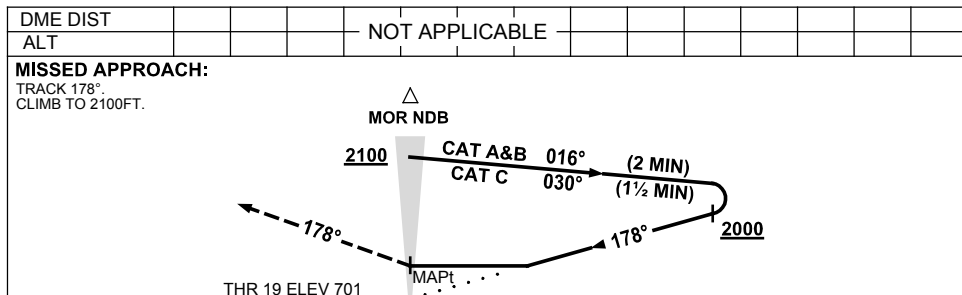 DME DIST
ALT
NOT APPLICABLE
MISSED APPROACH:
TRACK 178°.
CLIMB TO 2100FT.
MOR NDB
2100
CAT A&B 016° (2 MIN)
CAT C 030° (1½ MIN)
178°
178°
2000
MAPt
THR 19 ELEV 701